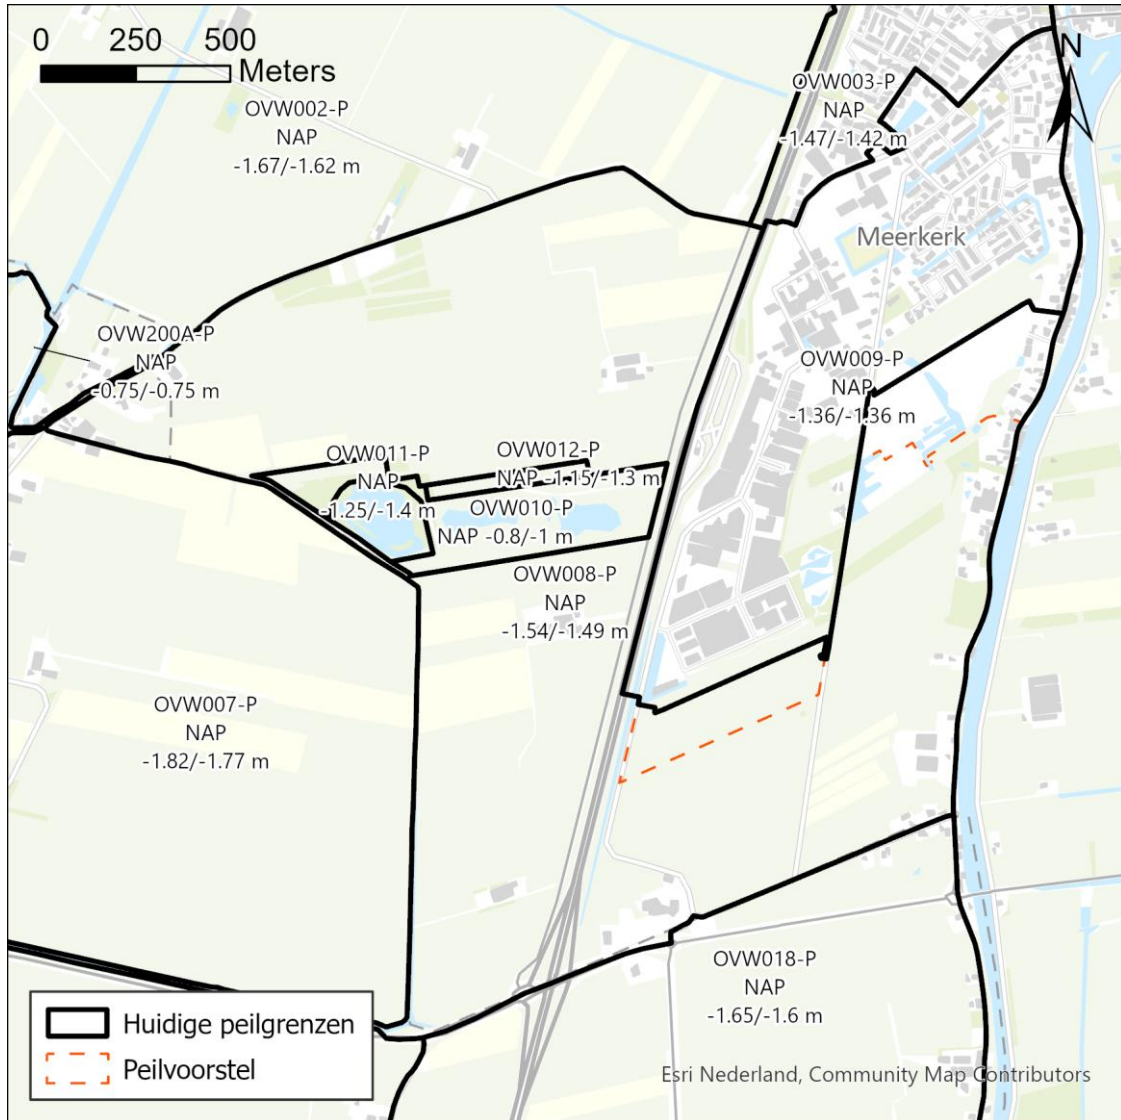 0 250 500
Meters
N
OVW002-P
NAP
-1.67/-1.62 m
OVW003-P
NAP
-1.47/-1.42 m
Meerkerk
OVW200A-P
NAP
-0.75/-0.75 m
OVW009-P
NAP
-1.36/-1.36 m
OVW011-P
NAP
-1.25/-1.4 m
OVW012-P
NAP -1.15/-1.3 m
OVW010-P
NAP -0.8/-1 m
OVW008-P
NAP
-1.54/-1.49 m
OVW007-P
NAP
-1.82/-1.77 m
OVW018-P
NAP
-1.65/-1.6 m
Huidige peilgrenzen
Peilvoorstel
Esri Nederland, Community Map Contributors